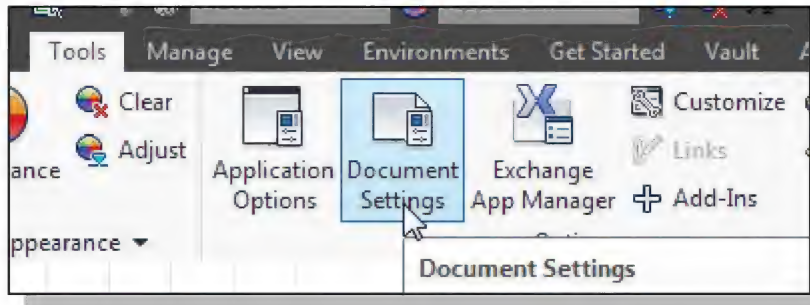 Tools Manage View Environments Get Started Vault
Clear
Adjust
ance
Application Options
Document Settings
Exchange App Manager
Customize
Links
Add-Ins
ppearance
Document Settings